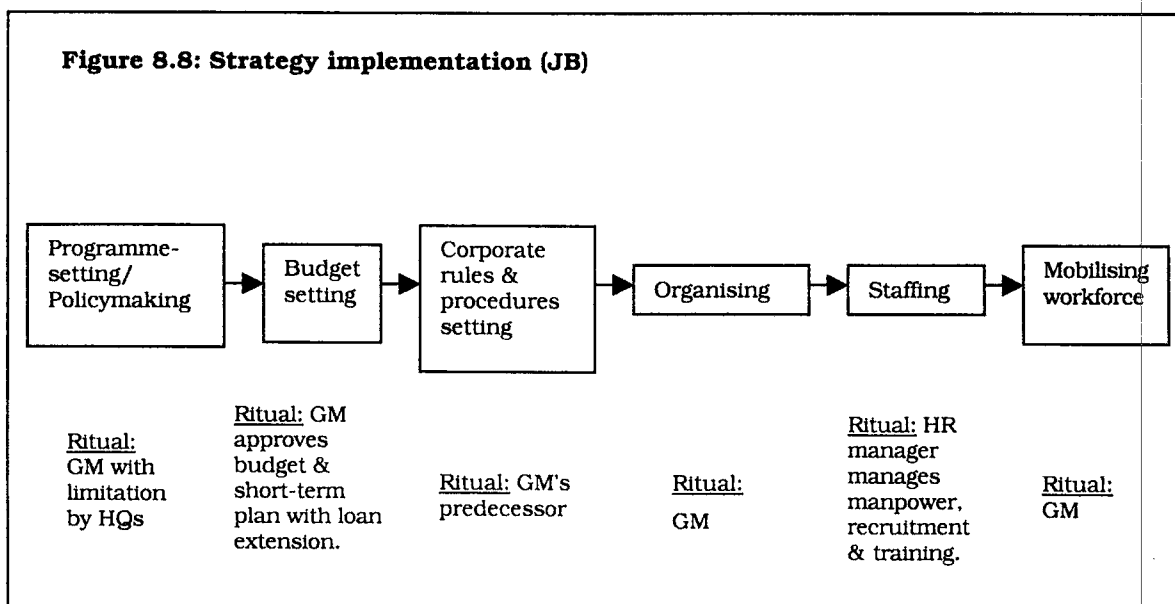 Figure 8.8: Strategy implementation (JB)
Programme-
setting/
Policymaking
Budget
setting
Corporate
rules &
procedures
setting
Organising
Staffing
Mobilising
workforce
Ritual:
GM with
limitation
by HQs
Ritual: GM
approves
budget &
short-term
plan with loan
extension.
Ritual: GM's
predecessor
Ritual:
GM
Ritual: HR
manager
manages
manpower,
recruitment
& training.
Ritual:
GM